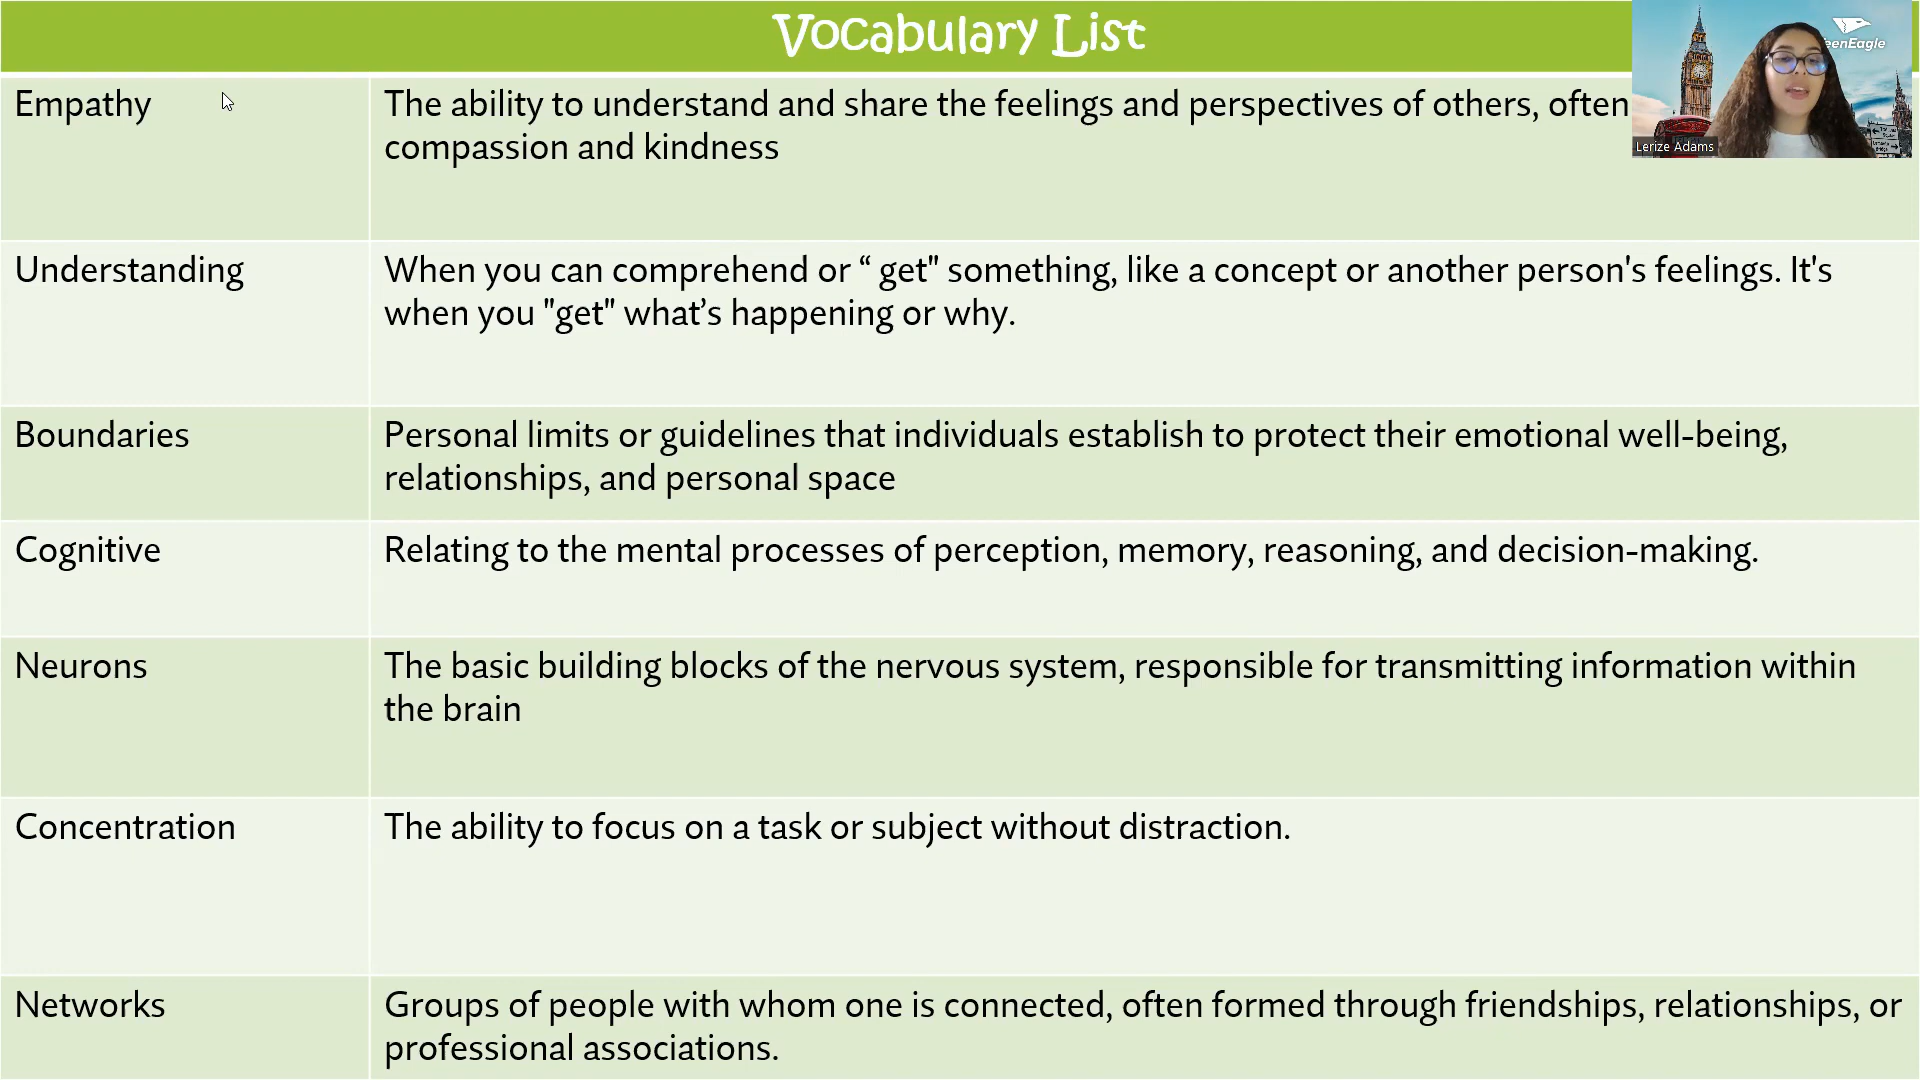 Vocabulary List
Empathy
The ability to understand and share the feelings and perspectives of others, often
compassion and kindness
Understanding
When you can comprehend or “ get" something, like a concept or another person's feelings. It's
when you "get" what’s happening or why.
Boundaries
Personal limits or guidelines that individuals establish to protect their emotional well-being,
relationships, and personal space
Cognitive
Relating to the mental processes of perception, memory, reasoning, and decision-making.
Neurons
The basic building blocks of the nervous system, responsible for transmitting information within
the brain
Concentration
The ability to focus on a task or subject without distraction.
Networks
Groups of people with whom one is connected, often formed through friendships, relationships, or
professional associations.
eenEagle
Lerize Adams